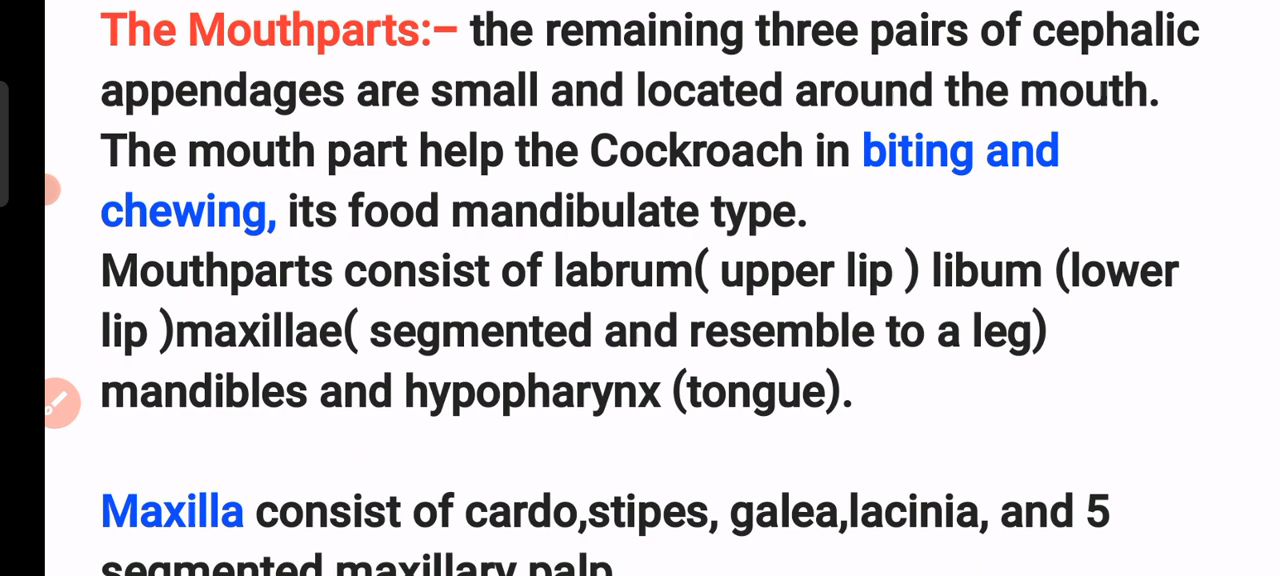 The Mouthparts:– the remaining three pairs of cephalic
appendages are small and located around the mouth.
The mouth part help the Cockroach in biting and
chewing, its food mandibulate type.
Mouthparts consist of labrum( upper lip ) libum (lower
lip )maxillae( segmented and resemble to a leg)
mandibles and hypopharynx (tongue).
Maxilla consist of cardo,stipes, galea,lacinia, and 5
segmented maxillary palp